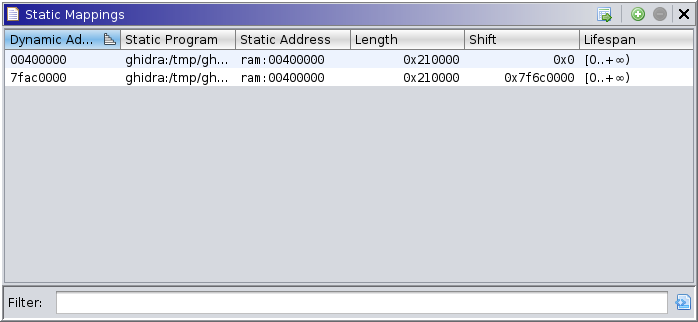 Static Mappings
Dynamic Ad... Static Program Static Address Length Shift Lifespan
00400000 ghidra:/tmp/gh... ram:00400000 0x210000 0x0 [0..+∞)
7fac0000 ghidra:/tmp/gh... ram:00400000 0x210000 0x7f6c0000 [0..+∞)
Filter: